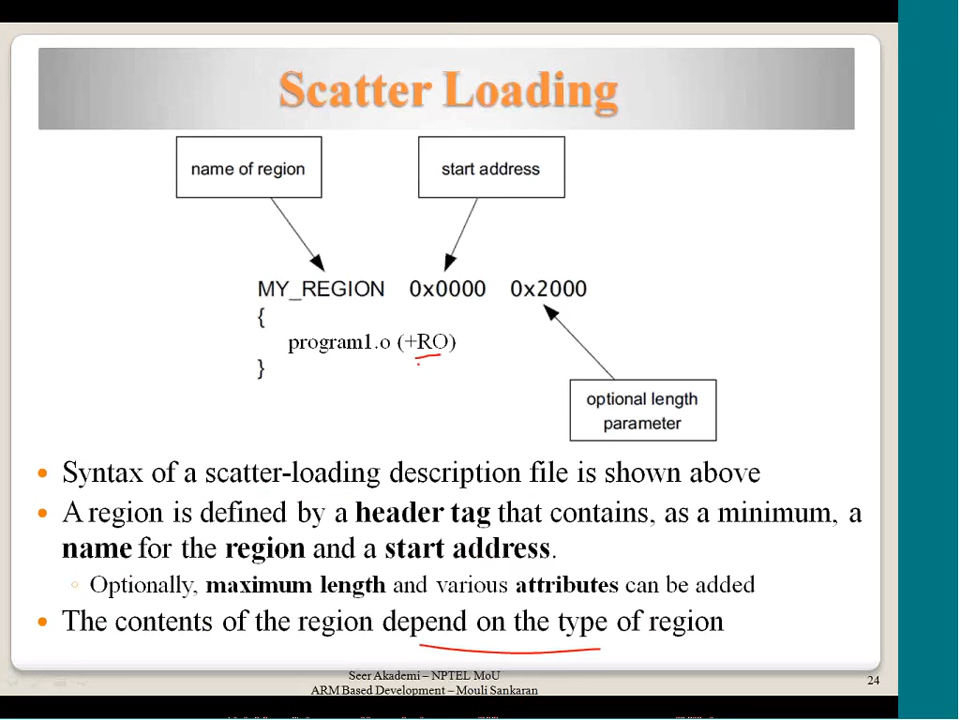 Scatter Loading
name of region
start address
MY_REGION 0x0000 0x2000
{
program1.o (+RO)
}
optional length
parameter
• Syntax of a scatter-loading description file is shown above
• A region is defined by a header tag that contains, as a minimum, a
name for the region and a start address.
◦ Optionally, maximum length and various attributes can be added
• The contents of the region depend on the type of region
Seer Akademi – NPTEL MoU
ARM Based Development – Mouli Sankaran
24